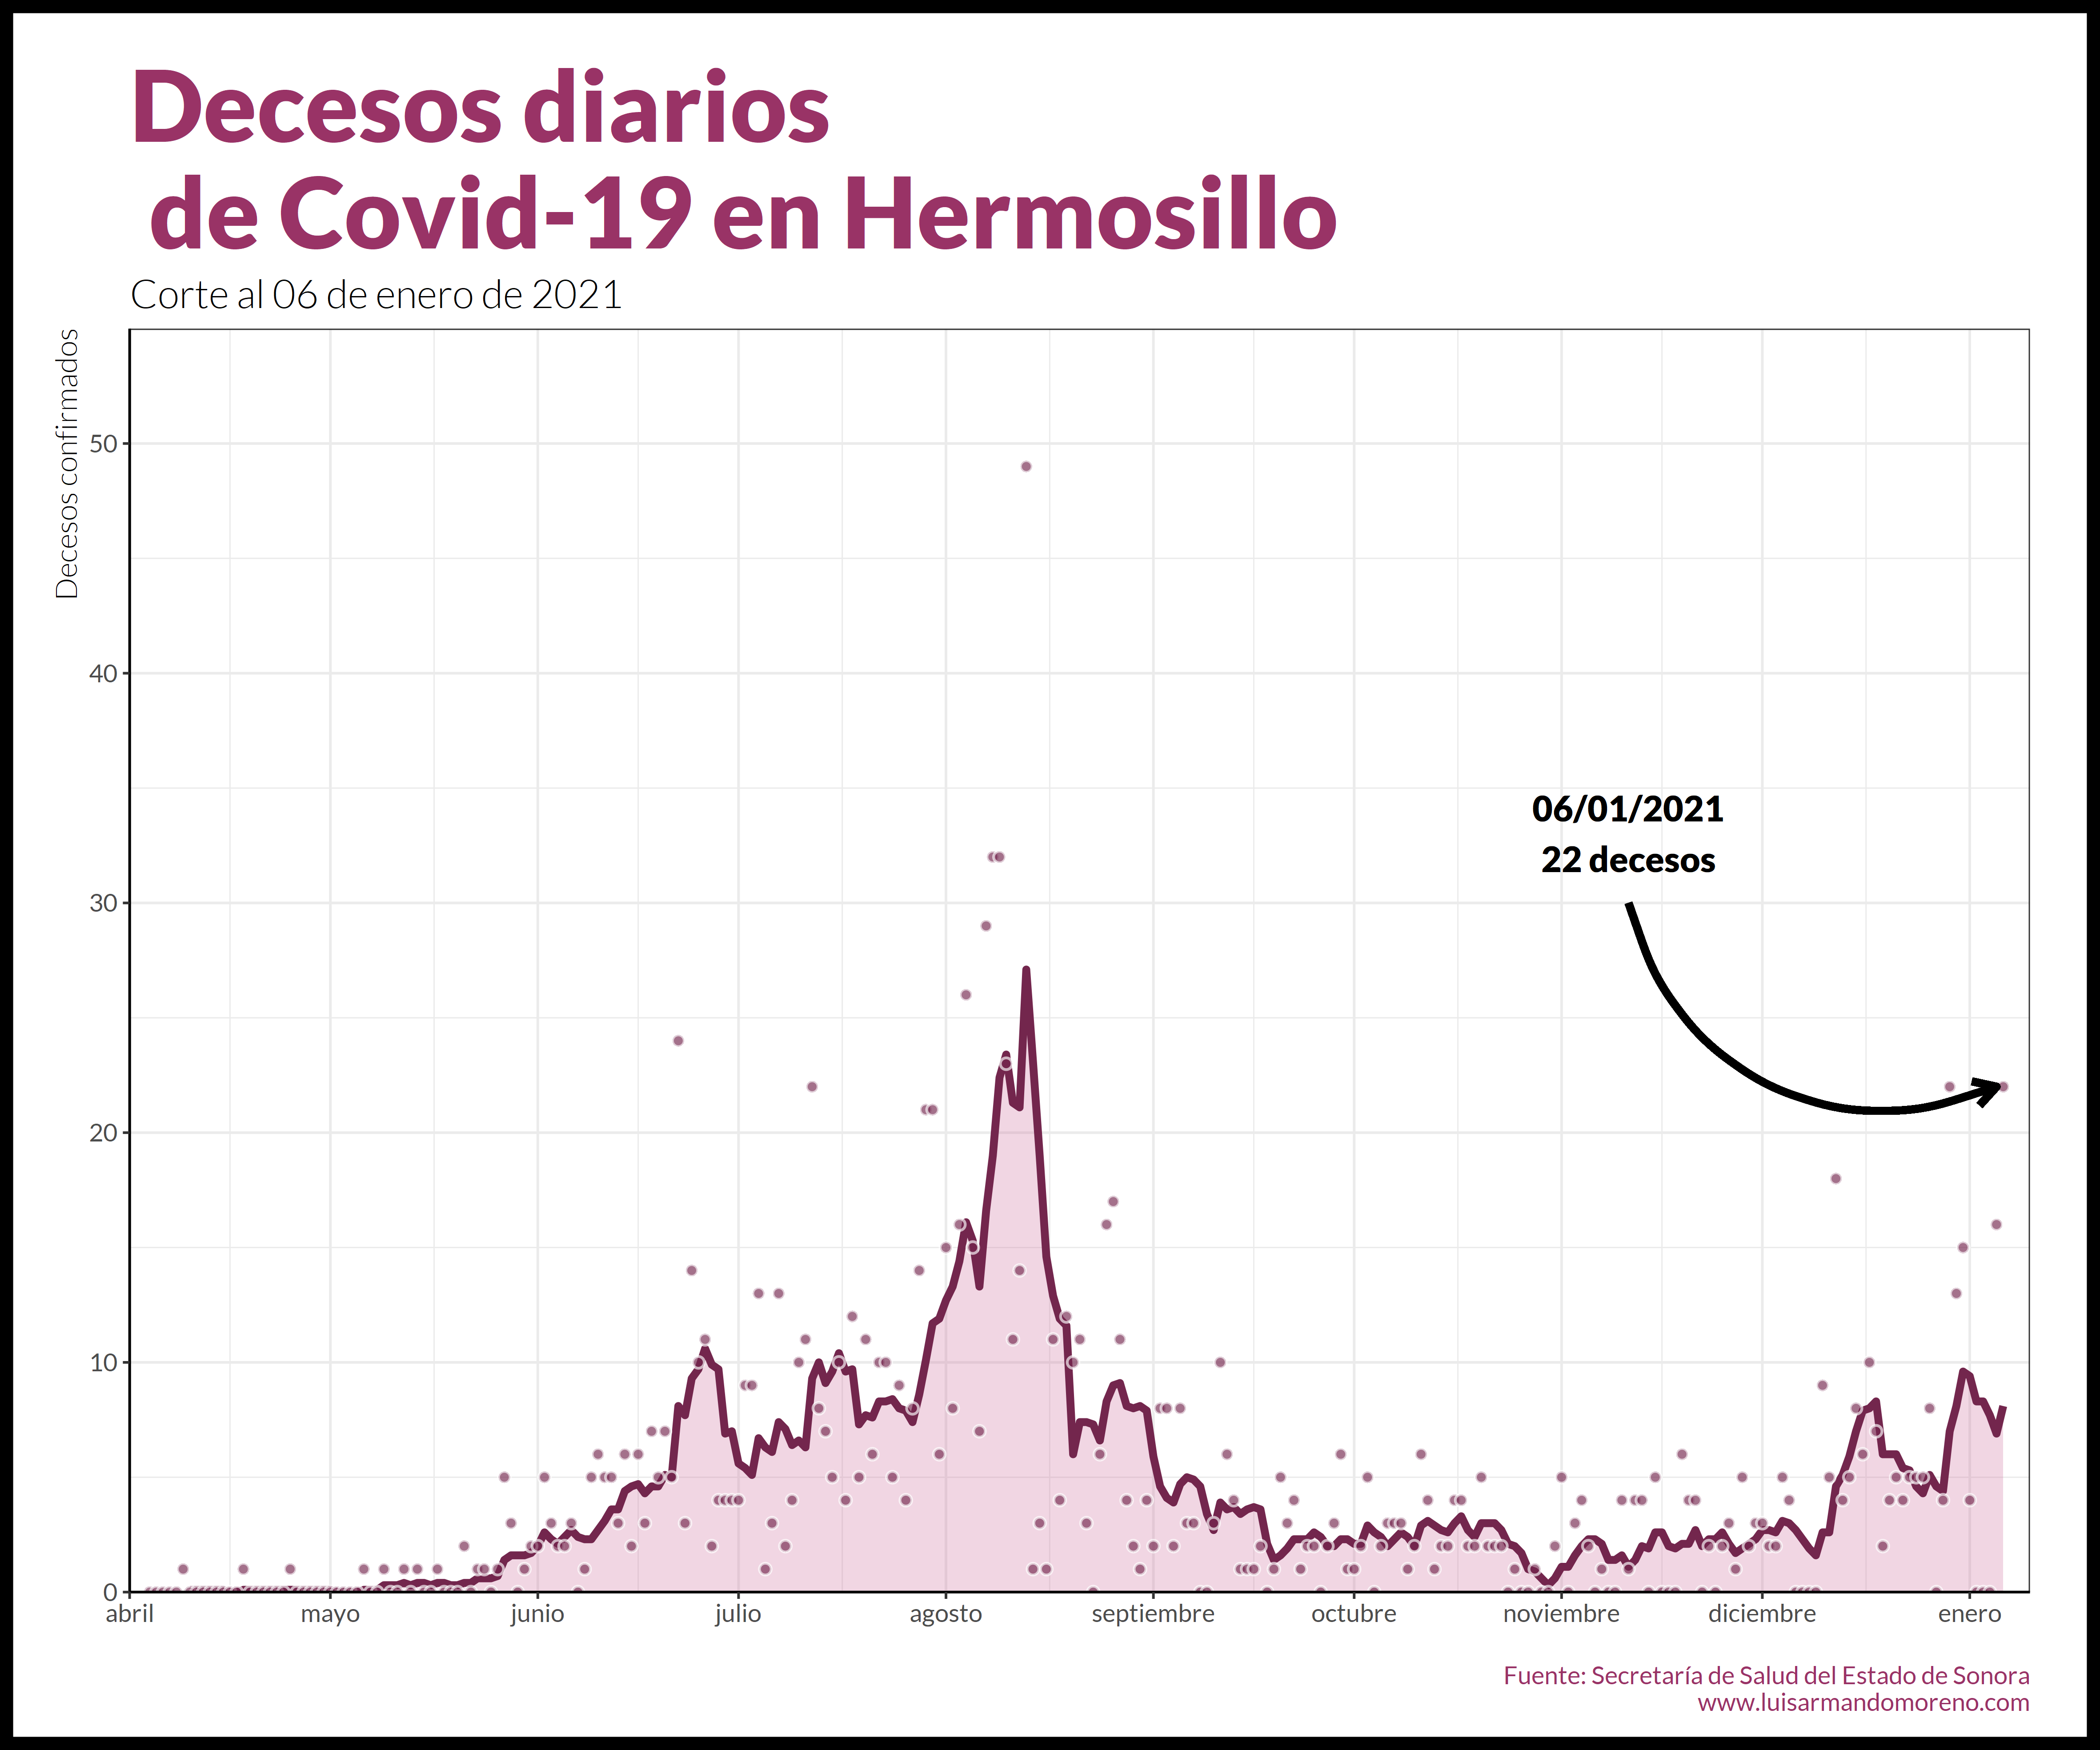 Decesos diarios
de Covid-19 en Hermosillo
Corte al 06 de enero de 2021
Decesos confirmados
50
40
30
20
10
0
06/01/2021
22 decesos
abril mayo junio julio agosto septiembre octubre noviembre diciembre enero
Fuente: Secretaría de Salud del Estado de Sonora
www.luisarmandomoreno.com